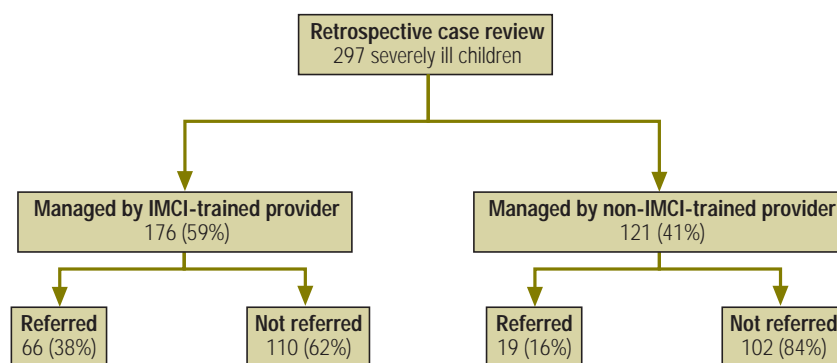 Retrospective case review
297 severely ill children
Managed by IMCI-trained provider
176 (59%)
Managed by non-IMCI-trained provider
121 (41%)
Referred
66 (38%)
Not referred
110 (62%)
Referred
19 (16%)
Not referred
102 (84%)